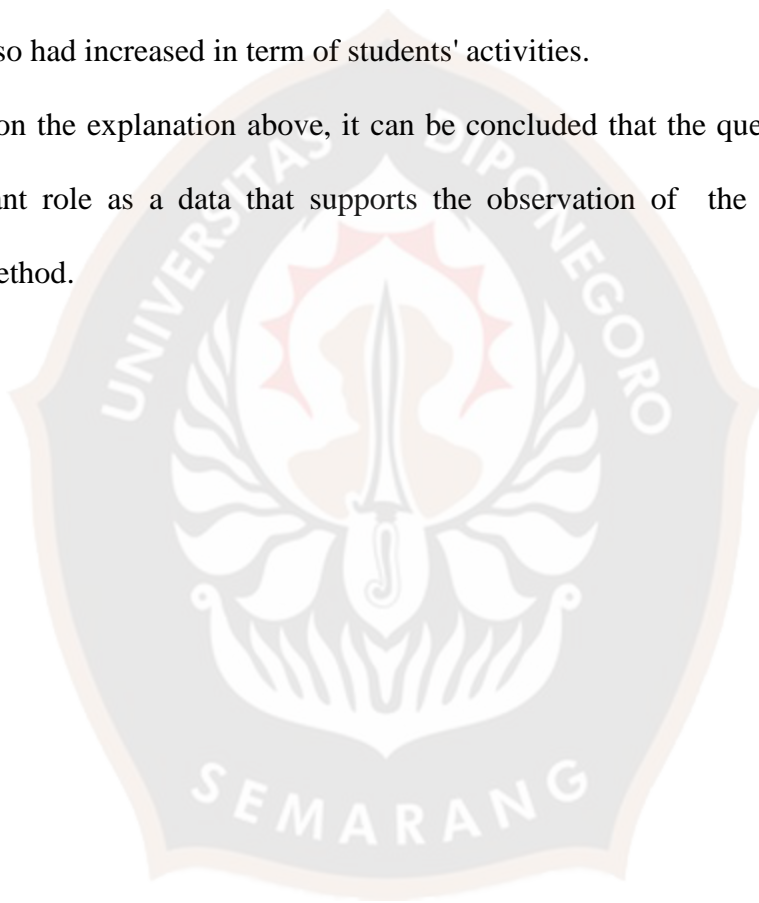 so had increased in term of students' activities.
on the explanation above, it can be concluded that the que
ant role as a data that supports the observation of the
ethod.
UNIVERSITAS DIPONEGORO
SEMARANG